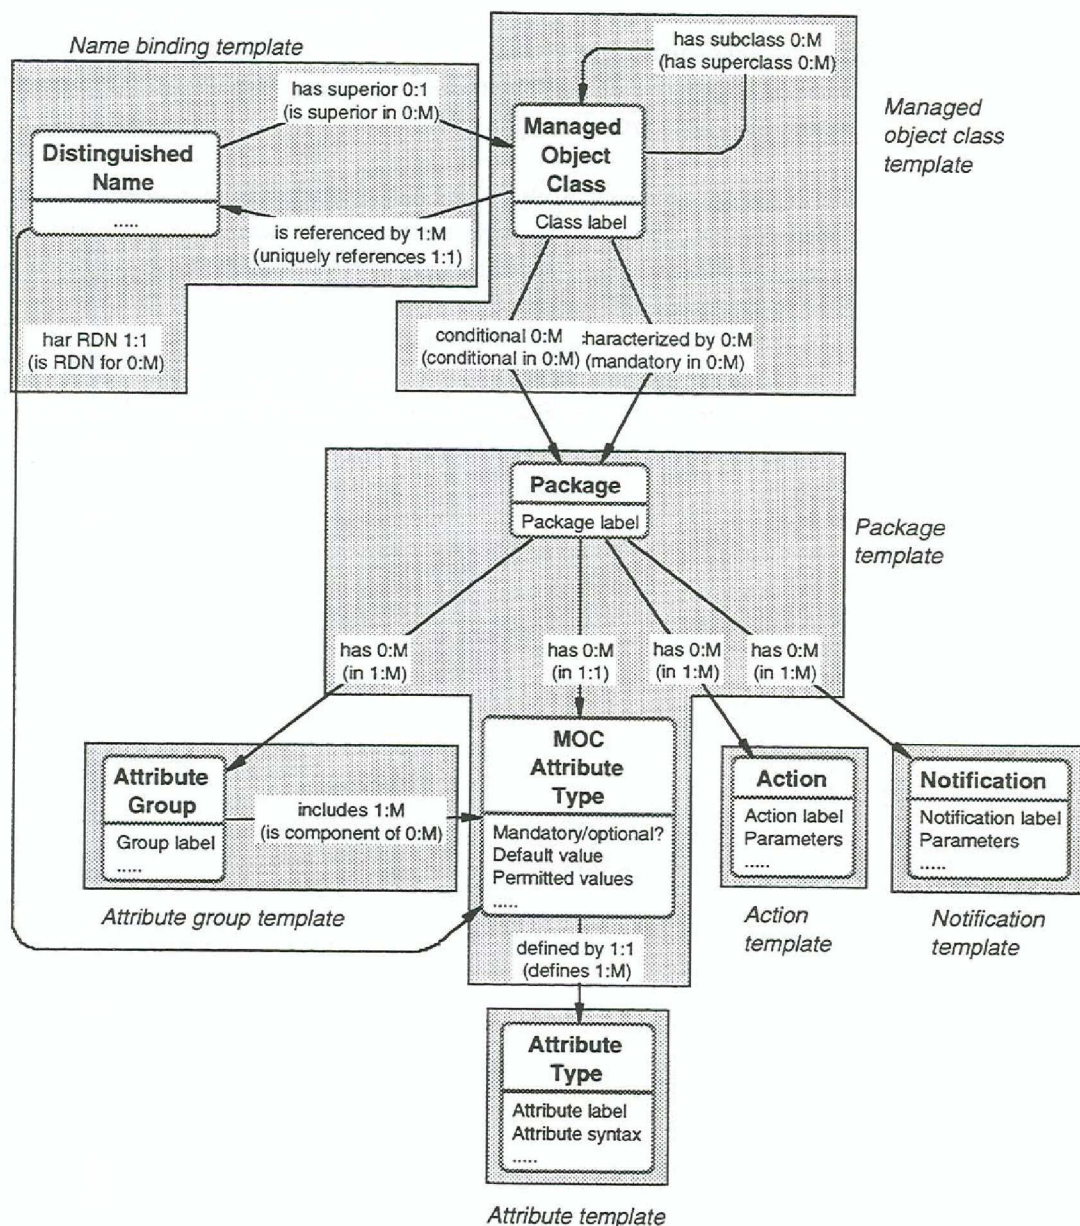 Name binding template
has subclass 0:M
(has superclass 0:M)
has superior 0:1
(is superior in 0:M)
Managed
object class
template
Managed
Object
Class
Class label
Distinguished
Name
.....
is referenced by 1:M
(uniquely references 1:1)
har RDN 1:1
(is RDN for 0:M)
conditional 0:M
(conditional in 0:M)
characterized by 0:M
(mandatory in 0:M)
Package
Package label
Package
template
has 0:M
(in 1:M)
has 0:M
(in 1:1)
has 0:M
(in 1:M)
has 0:M
(in 1:M)
Attribute
Group
Group label
.....
includes 1:M
(is component of 0:M)
MOC
Attribute
Type
Mandatory/optional?
Default value
Permitted values
.....
Action
Action label
Parameters
.....
Notification
Notification label
Parameters
.....
Attribute group template
Action
template
Notification
template
defined by 1:1
(defines 1:M)
Attribute
Type
Attribute label
Attribute syntax
.....
Attribute template